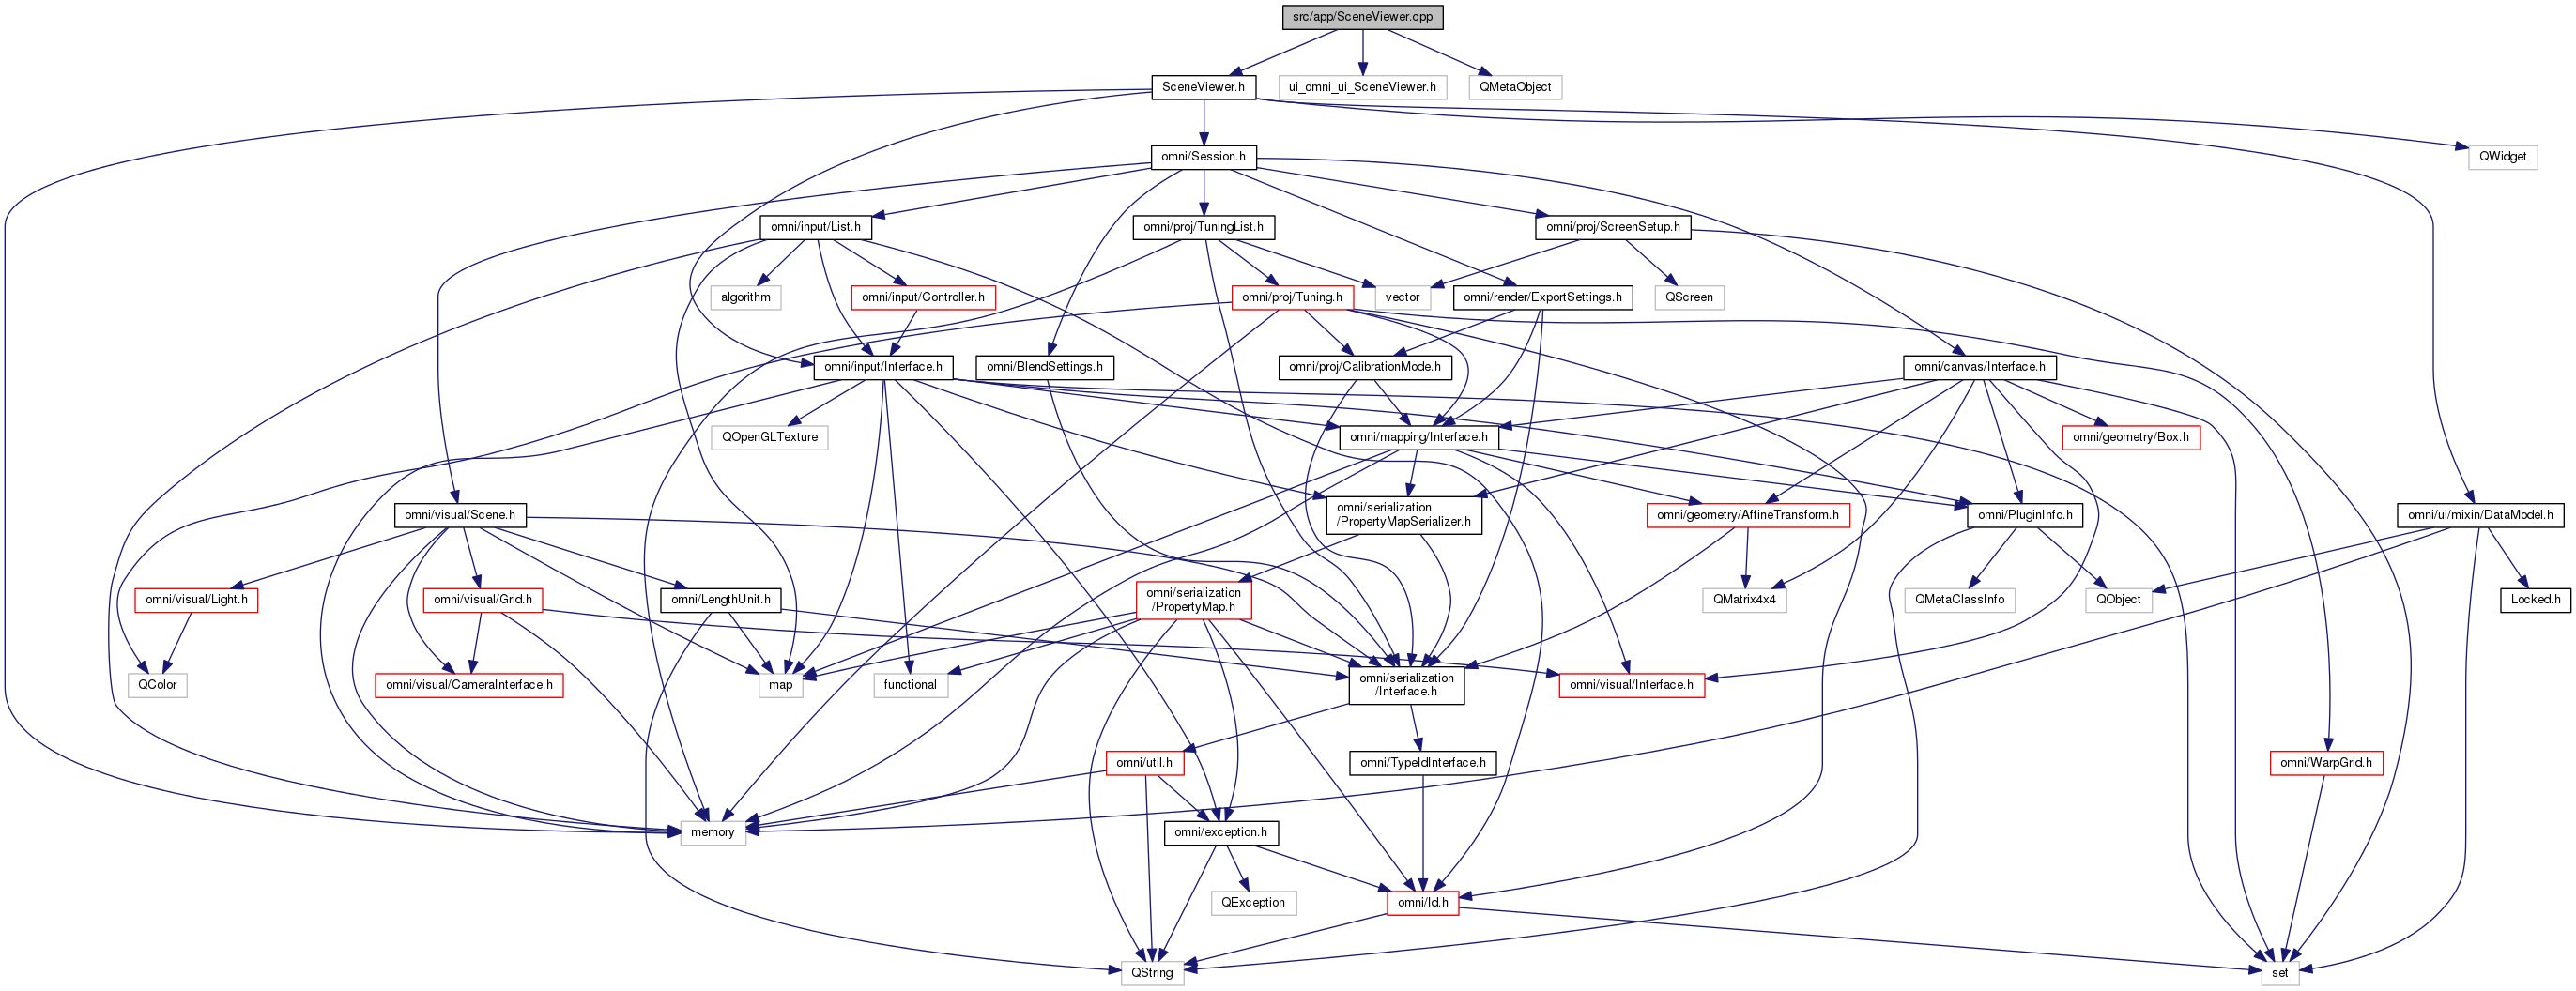 src/app/SceneViewer.cpp
SceneViewer.h
ui_omni_ui_SceneViewer.h
QMetaObject
omni/Session.h
QWidget
omni/input/List.h
omni/proj/TuningList.h
omni/proj/ScreenSetup.h
algorithm
omni/input/Controller.h
omni/proj/Tuning.h
vector
omni/render/ExportSettings.h
QScreen
omni/input/Interface.h
omni/BlendSettings.h
omni/proj/CalibrationMode.h
omni/canvas/Interface.h
QOpenGLTexture
omni/mapping/Interface.h
omni/geometry/Box.h
omni/visual/Scene.h
omni/serialization
/PropertyMapSerializer.h
omni/geometry/AffineTransform.h
omni/PluginInfo.h
omni/ui/mixin/DataModel.h
omni/visual/Light.h
omni/visual/Grid.h
omni/LengthUnit.h
omni/serialization
/PropertyMap.h
QMatrix4x4
QMetaClassInfo
QObject
Locked.h
QColor
omni/visual/CameraInterface.h
map
functional
omni/serialization
/Interface.h
omni/visual/Interface.h
omni/util.h
omni/TypeIdInterface.h
omni/WarpGrid.h
memory
omni/exception.h
QException
omni/Id.h
QString
set